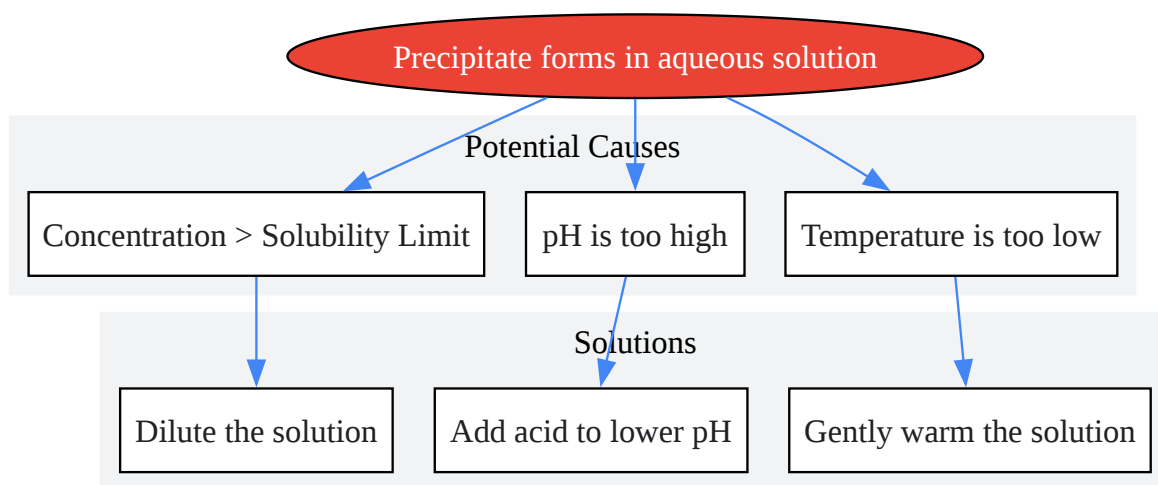 Precipitate forms in aqueous solution
Potential Causes
Concentration > Solubility Limit
pH is too high
Temperature is too low
Solutions
Dilute the solution
Add acid to lower pH
Gently warm the solution